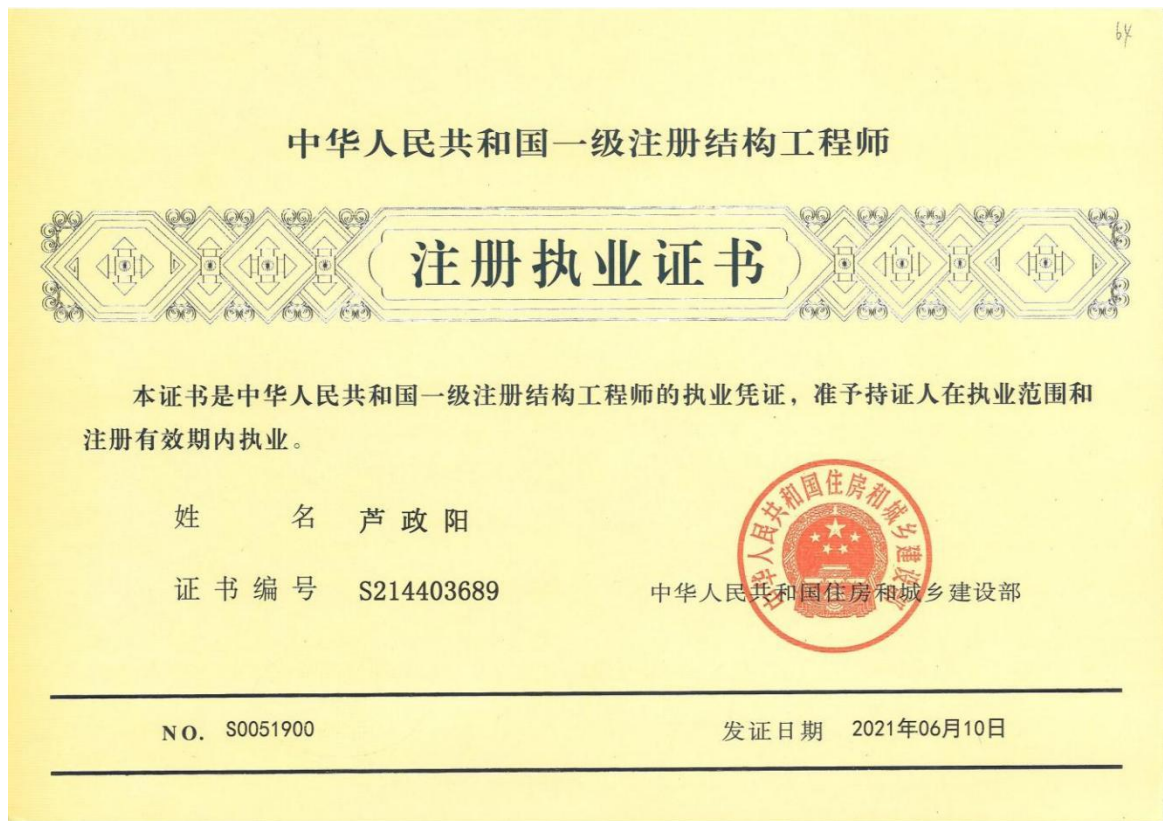 64
中华人民共和国一级注册结构工程师
注册执业证书
本证书是中华人民共和国一级注册结构工程师的执业凭证，准予持证人在执业范围和
注册有效期内执业。
姓 名 芦政阳
证书编号 S214403689
中华人民共和国住房和城乡建设部
中华人民共和国住房和城乡建设部
NO. S0051900
发证日期 2021年06月10日